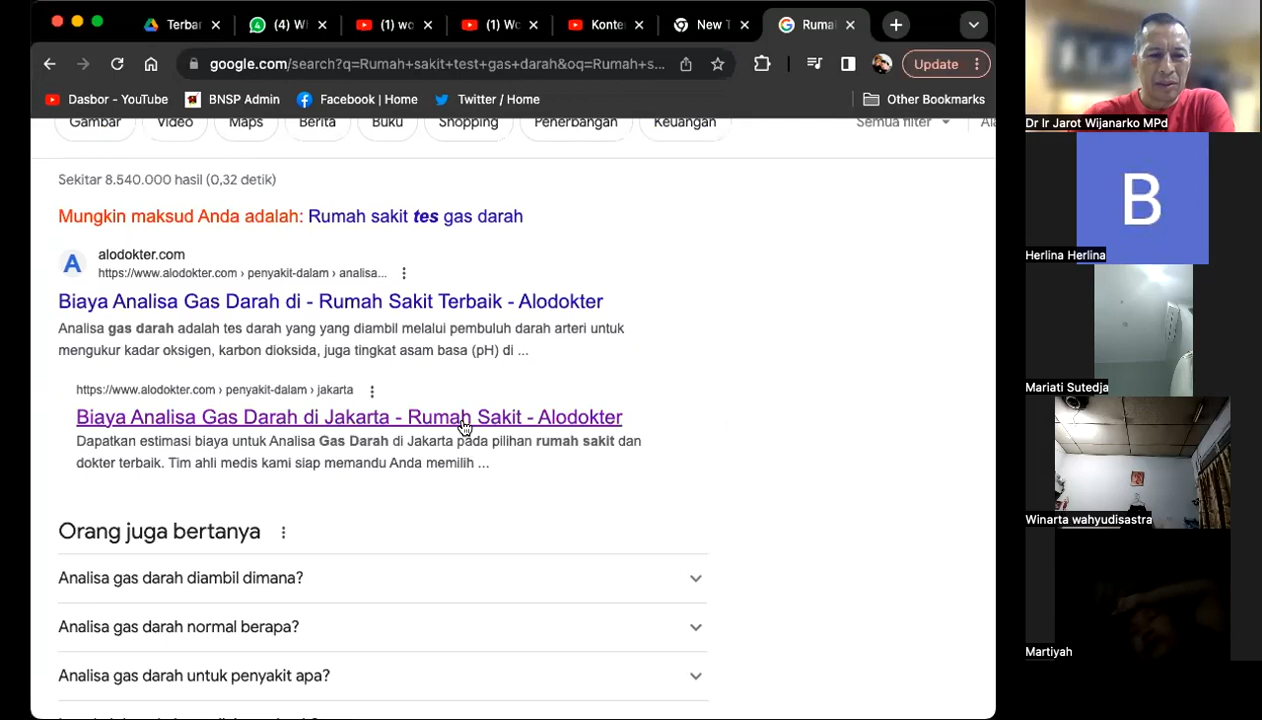 Terbar
(4) W
(1) wo
(1) Wo
Konte
New T
Rumal
google.com/search?q=Rumah+sakit+test+gas+darah&oq=Rumah+s...
Update
Dasbor - YouTube
BNSP Admin
Facebook | Home
Twitter / Home
Other Bookmarks
Gambar
Video
Maps
Berita
Buku
Shopping
Penerbangan
Keuangan
Semua filter
Ala
Sekitar 8.540.000 hasil (0,32 detik)
Mungkin maksud Anda adalah: Rumah sakit tes gas darah
A
alodokter.com
https://www.alodokter.com › penyakit-dalam › analisa...
Biaya Analisa Gas Darah di - Rumah Sakit Terbaik - Alodokter
Analisa gas darah adalah tes darah yang yang diambil melalui pembuluh darah arteri untuk
mengukur kadar oksigen, karbon dioksida, juga tingkat asam basa (pH) di ...
https://www.alodokter.com › penyakit-dalam › jakarta
Biaya Analisa Gas Darah di Jakarta - Rumah Sakit - Alodokter
Dapatkan estimasi biaya untuk Analisa Gas Darah di Jakarta pada pilihan rumah sakit dan
dokter terbaik. Tim ahli medis kami siap memandu Anda memilih ...
Orang juga bertanya
Analisa gas darah diambil dimana?
Analisa gas darah normal berapa?
Analisa gas darah untuk penyakit apa?
Dr Ir Jarot Wijanarko MPd
B
Herlina Herlina
Mariati Sutedja
Winarta wahyudisastra
Martiyah